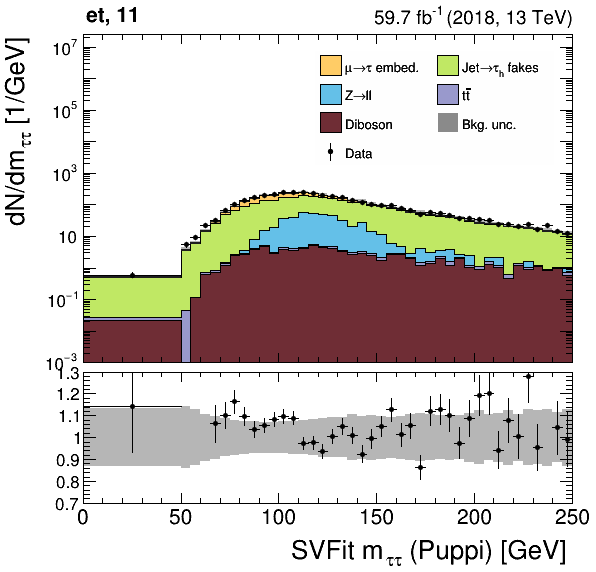 et, 11
59.7 fb⁻¹ (2018, 13 TeV)
dN/dm_ττ [1/GeV]
10⁷
10⁵
10³
10
10⁻¹
10⁻³
μ→τ embed.
Jet→τ_h fakes
Z→ll
tt̄
Diboson
Bkg. unc.
Data
1.3
1.2
1.1
1
0.9
0.8
0.7
0 50 100 150 200 250
SVFit m_ττ (Puppi) [GeV]